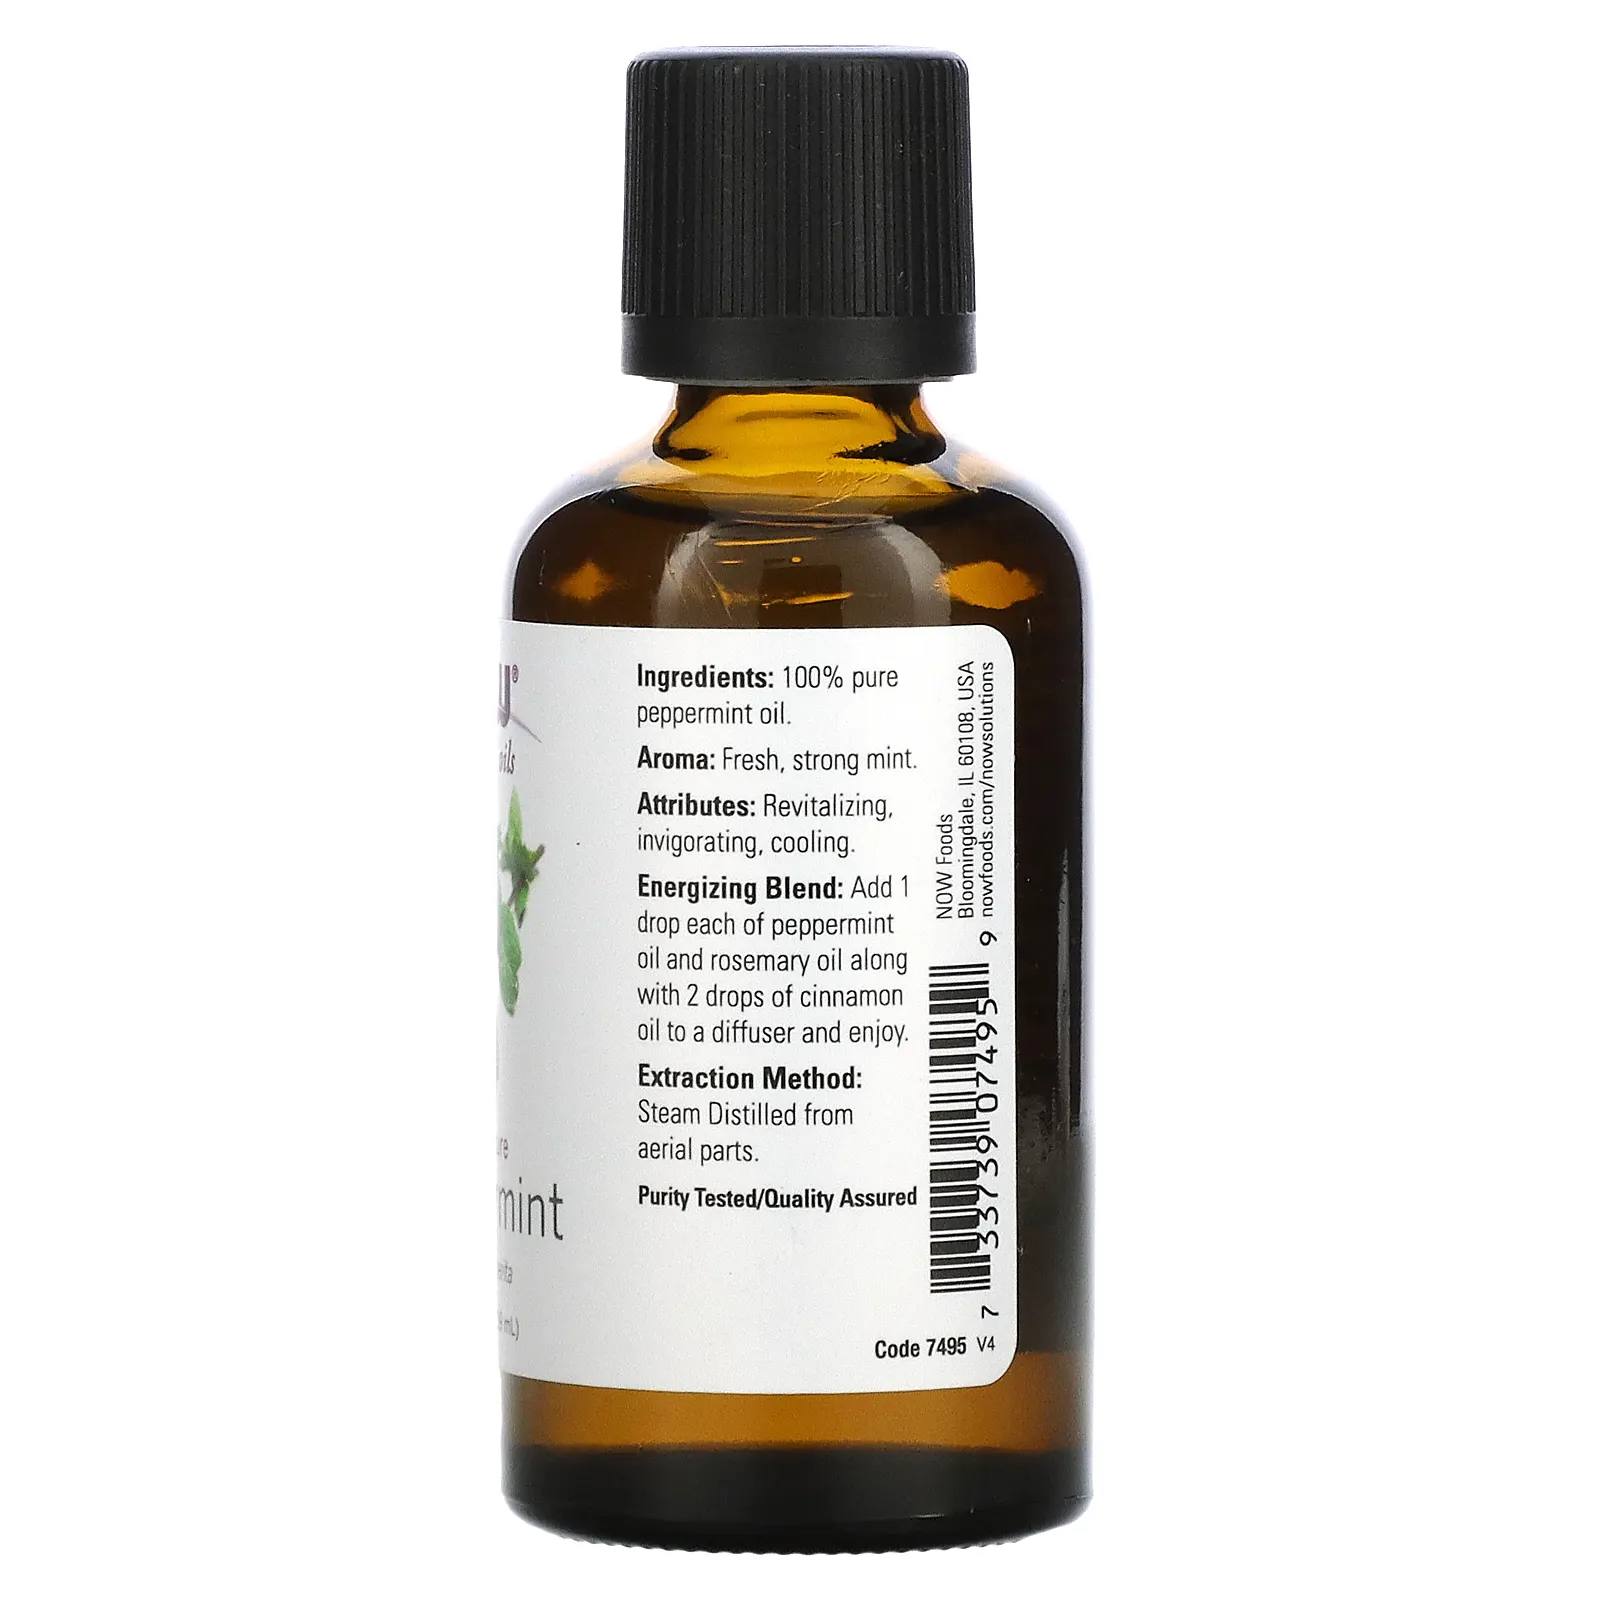 ®
oils
mint
mL)
Ingredients: 100% pure
peppermint oil.
Aroma: Fresh, strong mint.
Attributes: Revitalizing,
invigorating, cooling.
Energizing Blend: Add 1
drop each of peppermint
oil and rosemary oil along
with 2 drops of cinnamon
oil to a diffuser and enjoy.
Extraction Method:
Steam Distilled from
aerial parts.
Purity Tested/Quality Assured
NOW Foods
Bloomingdale, IL 60108, USA
nowfoods.com/nowsolutions
7 33739 07495 9
Code 7495 V4